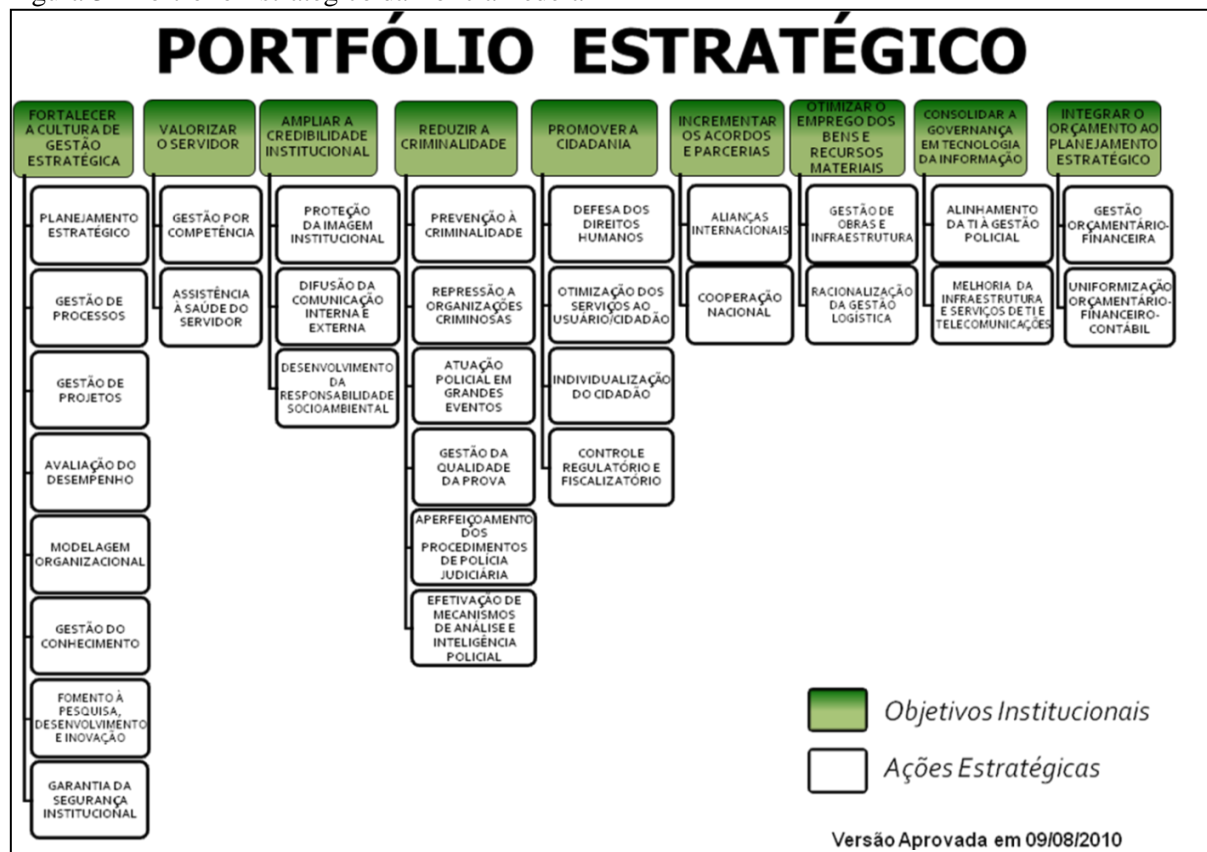 PORTFÓLIO ESTRATÉGICO
FORTALECER
A CULTURA DE
GESTÃO
ESTRATÉGICA
PLANEJAMENTO
ESTRATÉGICO
GESTÃO DE
PROCESSOS
GESTÃO DE
PROJETOS
AVALIAÇÃO DO
DESEMPENHO
MODELAGEM
ORGANIZACIONAL
GESTÃO DO
CONHECIMENTO
FOMENTO À
PESQUISA,
DESENVOLVIMENTO
E INOVAÇÃO
GARANTIA DA
SEGURANÇA
INSTITUCIONAL
VALORIZAR
O SERVIDOR
GESTÃO POR
COMPETÊNCIA
ASSISTÊNCIA
À SAÚDE DO
SERVIDOR
AMPLIAR A
CREDIBILIDADE
INSTITUCIONAL
PROTEÇÃO
DA IMAGEM
INSTITUCIONAL
DIFUSÃO DA
COMUNICAÇÃO
INTERNA E
EXTERNA
DESENVOLVIMENTO
DA
RESPONSABILIDADE
SOCIOAMBIENTAL
REDUZIR A
CRIMINALIDADE
PREVENÇÃO À
CRIMINALIDADE
REPRESSÃO A
ORGANIZAÇÕES
CRIMINOSAS
ATUAÇÃO
POLICIAL EM
GRANDES
EVENTOS
GESTÃO DA
QUALIDADE
DA PROVA
APERFEIÇOAMENTO
DOS
PROCEDIMENTOS
DE POLÍCIA
JUDICIÁRIA
EFETIVAÇÃO DE
MECANISMOS
DE ANÁLISE E
INTELIGÊNCIA
POLICIAL
PROMOVER A
CIDADANIA
DEFESA DOS
DIREITOS
HUMANOS
OTIMIZAÇÃO DOS
SERVIÇOS AO
USUÁRIO/CIDADÃO
INDIVIDUALIZAÇÃO
DO CIDADÃO
CONTROLE
REGULATÓRIO E
FISCALIZATÓRIO
INCREMENTAR
OS ACORDOS
E PARCERIAS
ALIANÇAS
INTERNACIONAIS
COOPERAÇÃO
NACIONAL
OTIMIZAR O
EMPREGO DOS
BENS E
RECURSOS
MATERIAIS
GESTÃO DE
OBRAS E
INFRAESTRUTURA
RACIONALIZAÇÃO
DA GESTÃO
LOGÍSTICA
CONSOLIDAR A
GOVERNANÇA
EM TECNOLOGIA
DA INFORMAÇÃO
ALINHAMENTO
DA TI À GESTÃO
POLICIAL
MELHORIA DA
INFRAESTRUTURA
E SERVIÇOS DE TI E
TELECOMUNICAÇÕES
INTEGRAR O
ORÇAMENTO AO
PLANEJAMENTO
ESTRATÉGICO
GESTÃO
ORÇAMENTÁRIO-
FINANCEIRA
UNIFORMIZAÇÃO
ORÇAMENTÁRIO-
FINANCEIRO-
CONTÁBIL
Objetivos Institucionais
Ações Estratégicas
Versão Aprovada em 09/08/2010